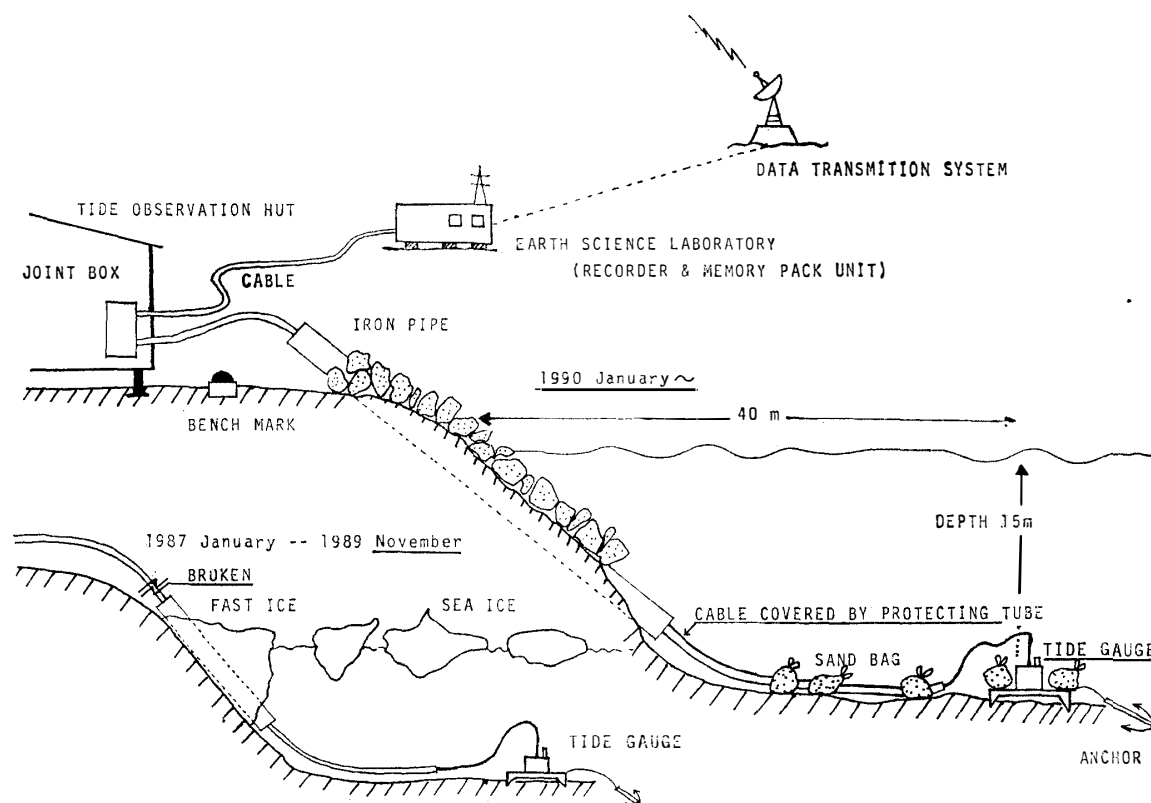 DATA TRANSMITION SYSTEM
TIDE OBSERVATION HUT
EARTH SCIENCE LABORATORY
(RECORDER & MEMORY PACK UNIT)
JOINT BOX
CABLE
IRON PIPE
1990 January ~
40 m
BENCH MARK
DEPTH 15m
1987 January -- 1989 November
BROKEN
FAST ICE
SEA ICE
CABLE COVERED BY PROTECTING TUBE
SAND BAG
TIDE GAUGE
TIDE GAUGE
ANCHOR